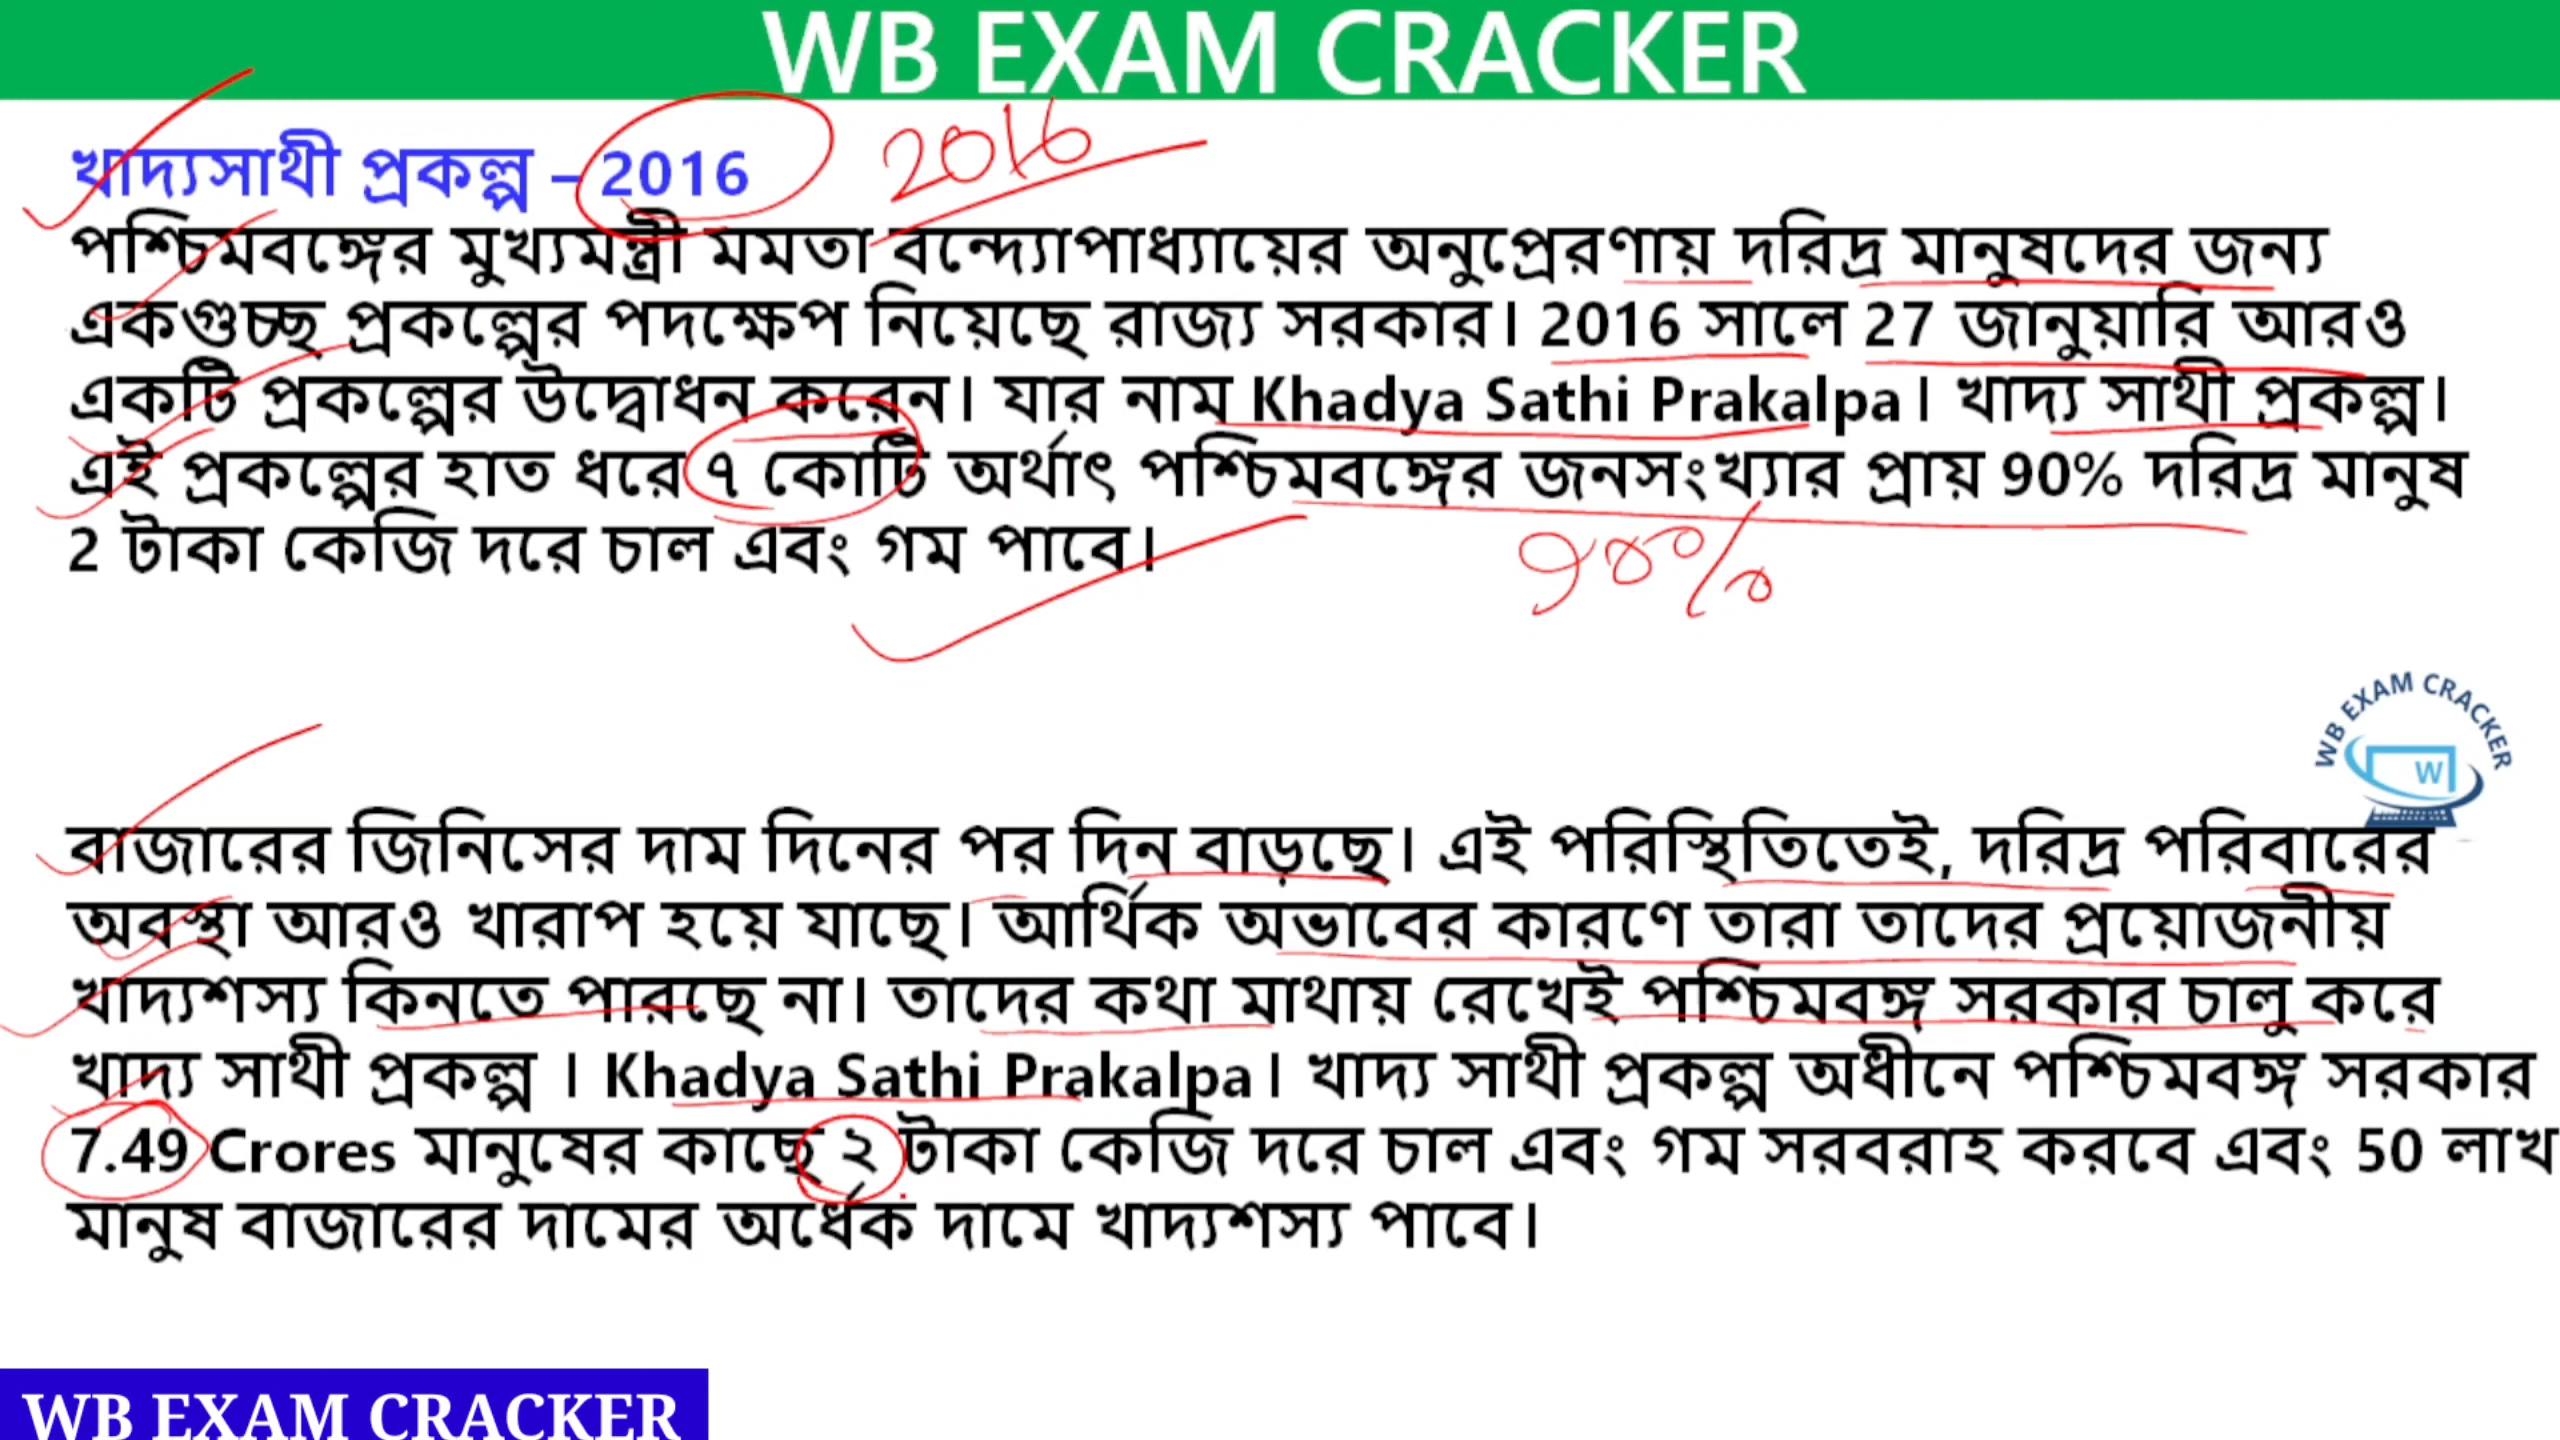 WB EXAM CRACKER
খাদ্যসাথী প্রকল্প – 2016
2016
পশ্চিমবঙ্গের মুখ্যমন্ত্রী মমতা বন্দ্যোপাধ্যায়ের অনুপ্রেরণায় দরিদ্র মানুষদের জন্য
একগুচ্ছ প্রকল্পের পদক্ষেপ নিয়েছে রাজ্য সরকার। 2016 সালে 27 জানুয়ারি আরও
একটি প্রকল্পের উদ্বোধন করেন। যার নাম Khadya Sathi Prakalpa। খাদ্য সাথী প্রকল্প।
এই প্রকল্পের হাত ধরে ৭ কোটি অর্থাৎ পশ্চিমবঙ্গের জনসংখ্যার প্রায় 90% দরিদ্র মানুষ
2 টাকা কেজি দরে চাল এবং গম পাবে।
90%
WB EXAM CRACKER
W
বাজারের জিনিসের দাম দিনের পর দিন বাড়ছে। এই পরিস্থিতিতেই, দরিদ্র পরিবারের
অবস্থা আরও খারাপ হয়ে যাচ্ছে। আর্থিক অভাবের কারণে তারা তাদের প্রয়োজনীয়
খাদ্যশস্য কিনতে পারছে না। তাদের কথা মাথায় রেখেই পশ্চিমবঙ্গ সরকার চালু করে
খাদ্য সাথী প্রকল্প । Khadya Sathi Prakalpa। খাদ্য সাথী প্রকল্প অধীনে পশ্চিমবঙ্গ সরকার
7.49 Crores মানুষের কাছে ২ টাকা কেজি দরে চাল এবং গম সরবরাহ করবে এবং 50 লাখ
মানুষ বাজারের দামের অর্ধেক দামে খাদ্যশস্য পাবে।
WB EXAM CRACKER